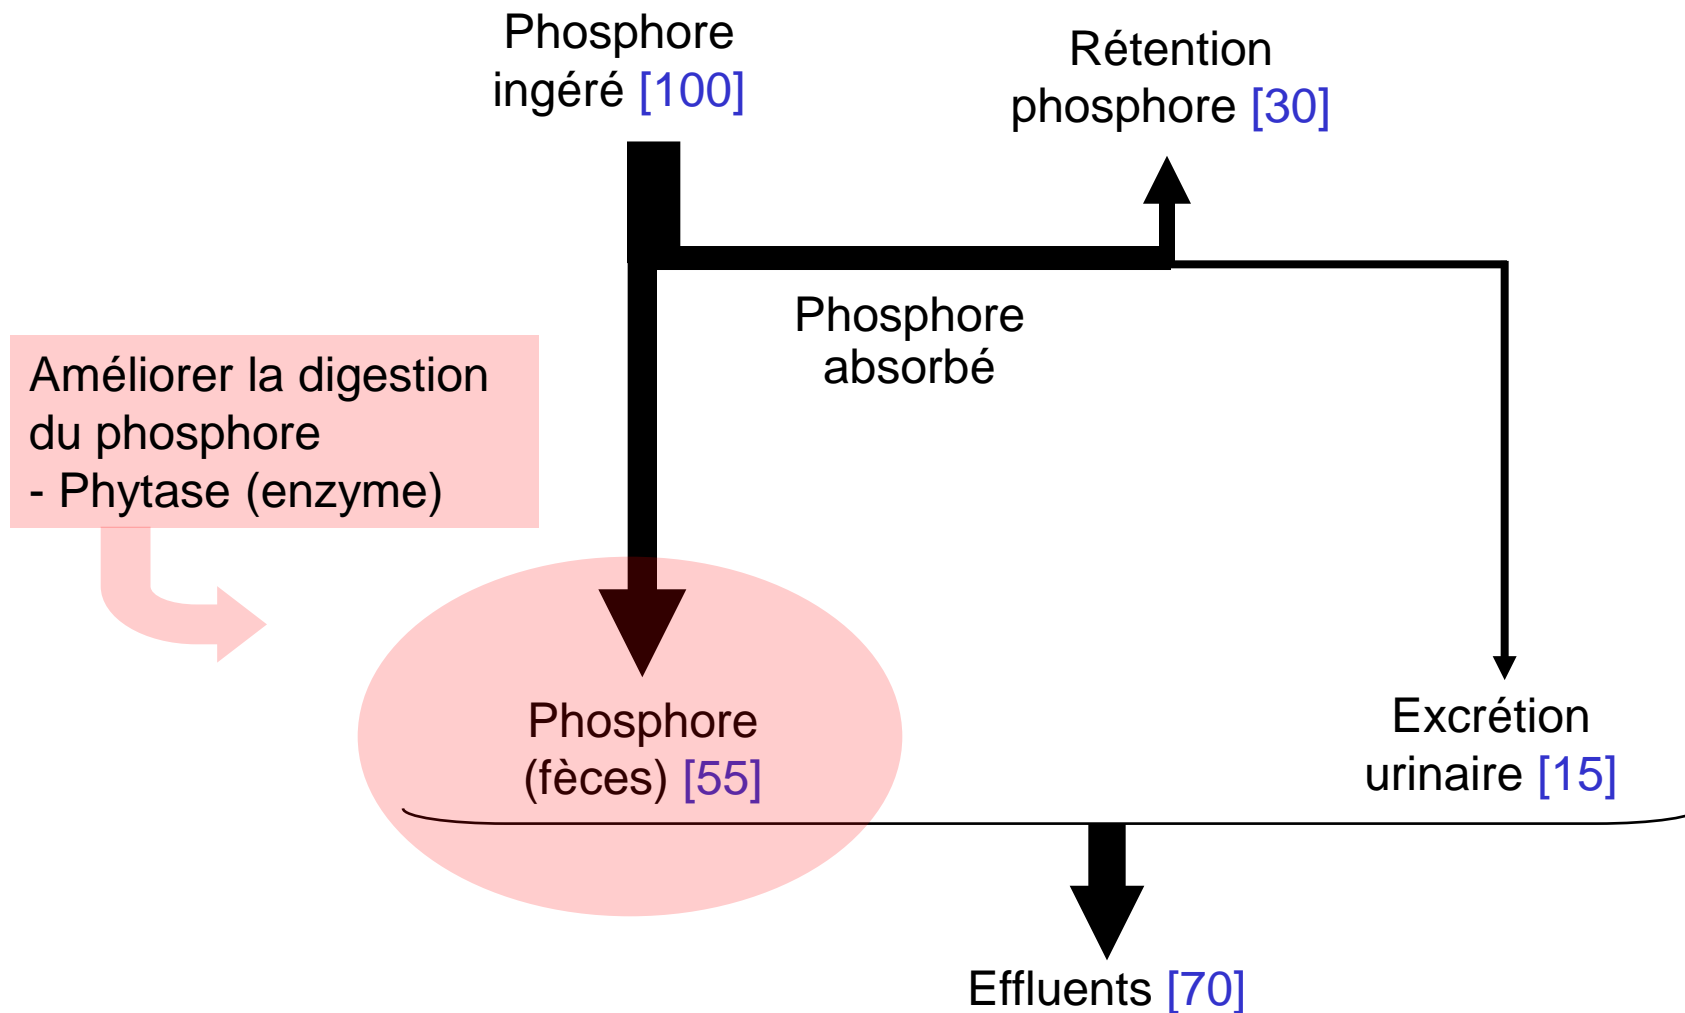 Phosphore
ingéré [100]
Rétention
phosphore [30]
Phosphore
absorbé
Améliorer la digestion
du phosphore
- Phytase (enzyme)
Phosphore
(fèces) [55]
Excrétion
urinaire [15]
Effluents [70]